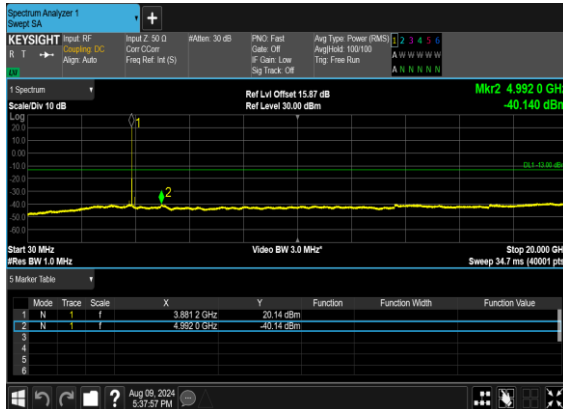 Spectrum Analyzer 1
Swept SA
KEYSIGHT
R T
LXI
Input: RF
Coupling: DC
Align: Auto
Input Z: 50 Ω
Corr CCorr
Freq Ref: Int (S)
#Atten: 30 dB
PNO: Fast
Gate: Off
IF Gain: Low
Sig Track: Off
Avg Type: Power (RMS)
Avg|Hold: 100/100
Trig: Free Run
1 2 3 4 5 6
A W W W W W
A N N N N N
1 Spectrum
Scale/Div 10 dB
Ref Lvl Offset 15.87 dB
Ref Level 30.00 dBm
Mkr2 4.992 0 GHz
-40.140 dBm
Log
20.0
10.0
0.00
-10.0
-20.0
-30.0
-40.0
-50.0
-60.0
1
2
DL1 -13.00 dBm
Start 30 MHz
#Res BW 1.0 MHz
Video BW 3.0 MHz*
Stop 20.000 GHz
Sweep 34.7 ms (40001 pts)
5 Marker Table
Mode Trace Scale X Y Function Function Width Function Value
1 N 1 f 3.881 2 GHz 20.14 dBm
2 N 1 f 4.992 0 GHz -40.14 dBm
3
4
5
6
?
Aug 09, 2024
5:37:57 PM